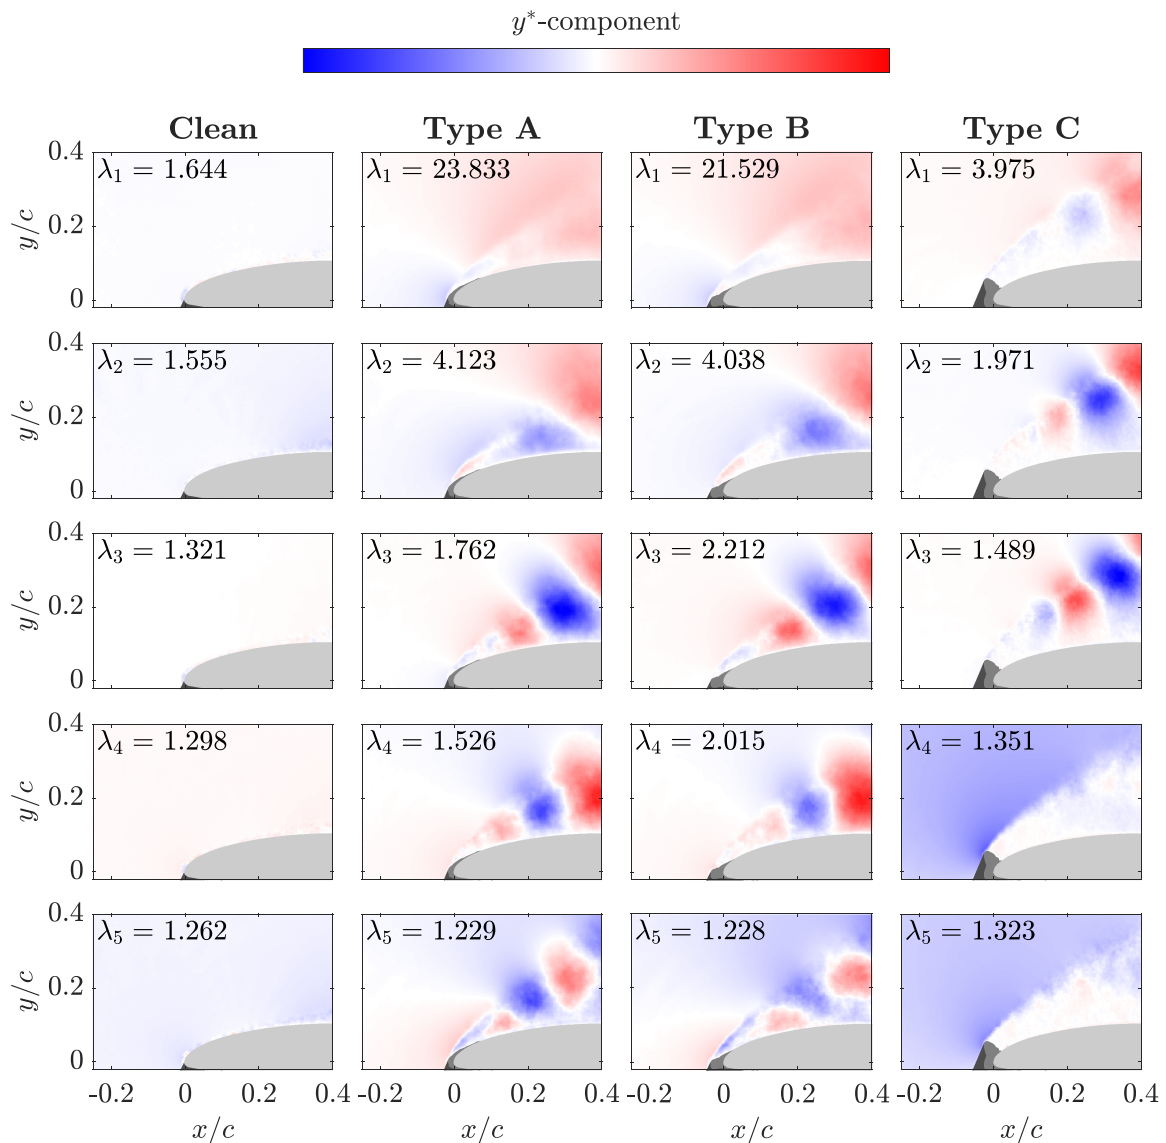 y*-component
Clean Type A Type B Type C
0.4 λ1 = 1.644 λ1 = 23.833 λ1 = 21.529 λ1 = 3.975
y/c 0.2
0
0.4 λ2 = 1.555 λ2 = 4.123 λ2 = 4.038 λ2 = 1.971
y/c 0.2
0
0.4 λ3 = 1.321 λ3 = 1.762 λ3 = 2.212 λ3 = 1.489
y/c 0.2
0
0.4 λ4 = 1.298 λ4 = 1.526 λ4 = 2.015 λ4 = 1.351
y/c 0.2
0
0.4 λ5 = 1.262 λ5 = 1.229 λ5 = 1.228 λ5 = 1.323
y/c 0.2
0
-0.2 0 0.2 0.4 -0.2 0 0.2 0.4 -0.2 0 0.2 0.4 -0.2 0 0.2 0.4
x/c x/c x/c x/c